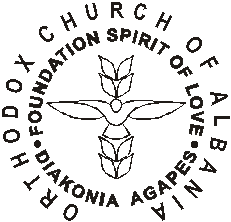 ORTHODOX CHURCH OF ALBANIA
FOUNDATION SPIRIT OF LOVE
• DIAKONIA AGAPES •